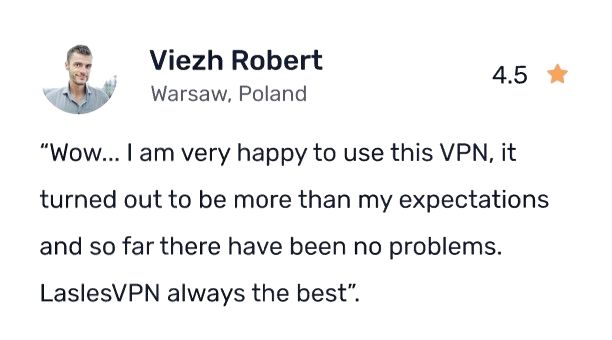 Viezh Robert
Warsaw, Poland
4.5
“Wow... I am very happy to use this VPN, it
turned out to be more than my expectations
and so far there have been no problems.
LaslesVPN always the best”.